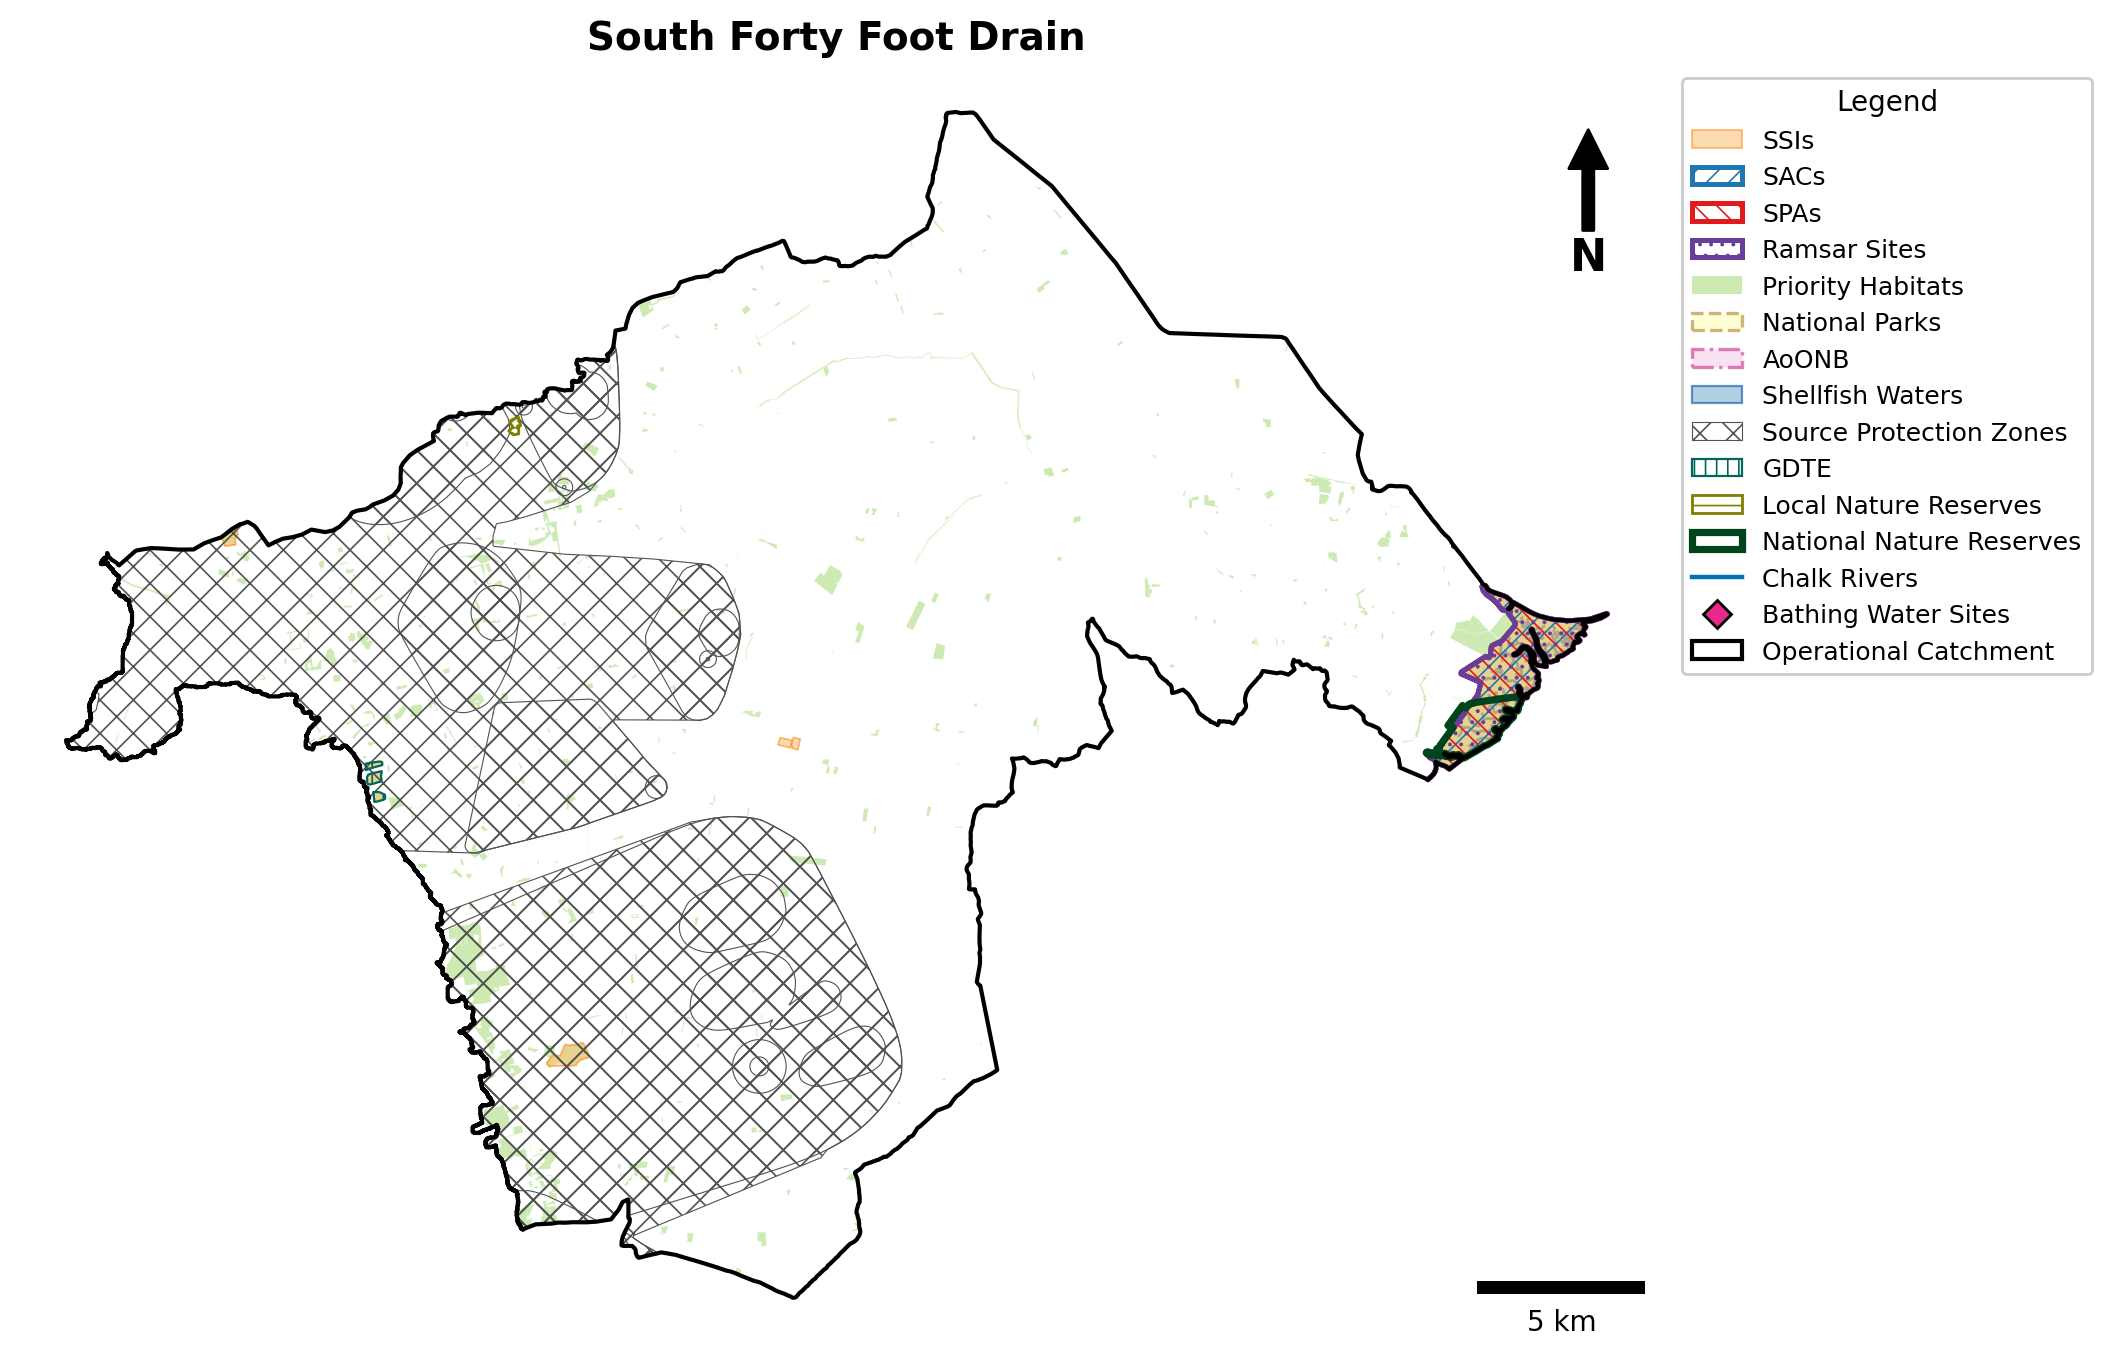 South Forty Foot Drain
Legend
SSIs
SACs
SPAs
Ramsar Sites
Priority Habitats
National Parks
AoONB
Shellfish Waters
Source Protection Zones
GDTE
Local Nature Reserves
National Nature Reserves
Chalk Rivers
Bathing Water Sites
Operational Catchment
N
5 km